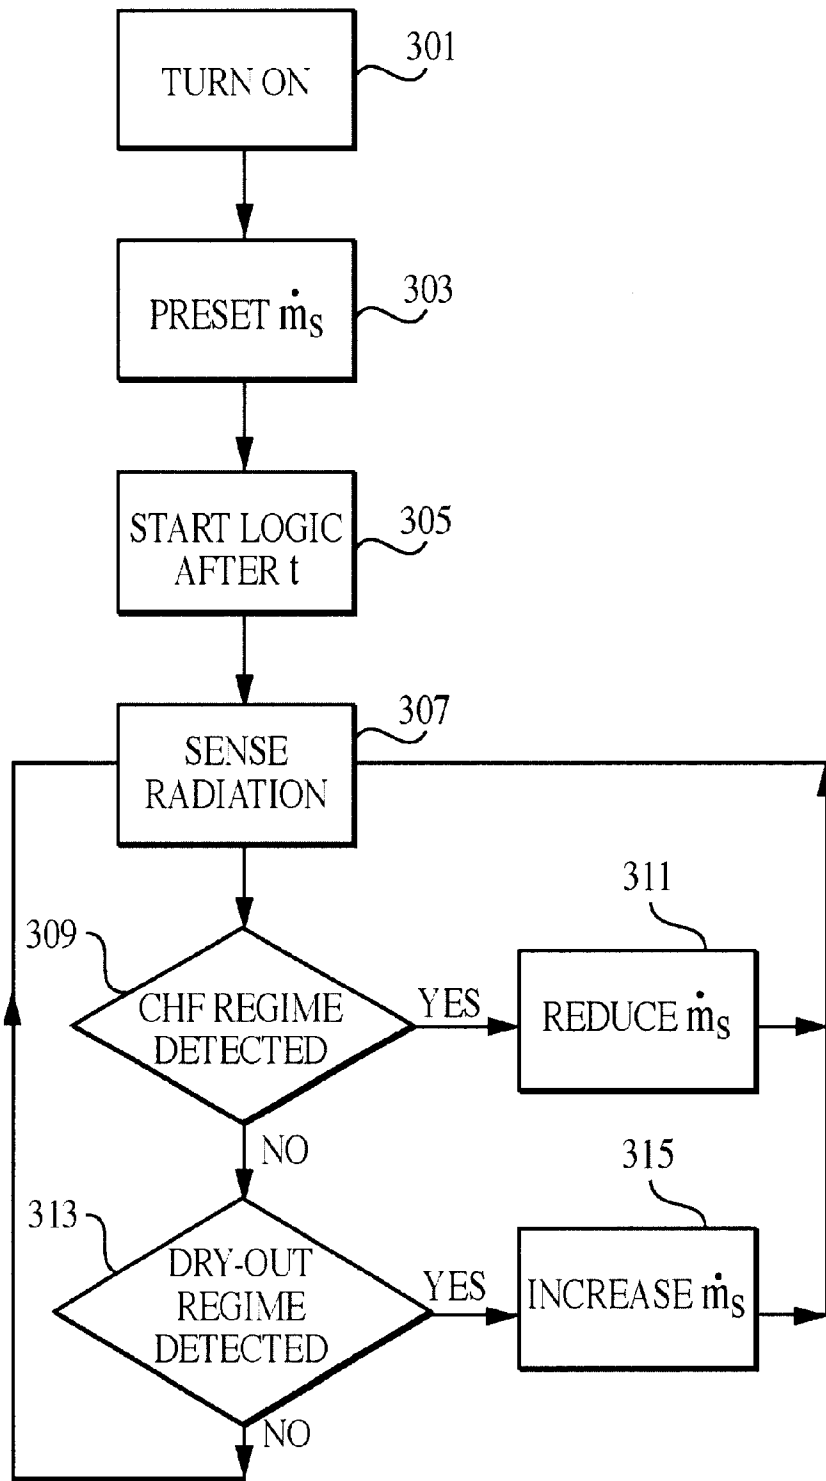 301
TURN ON
303
PRESET ṁS
305
START LOGIC
AFTER t
307
SENSE
RADIATION
309
CHF REGIME
DETECTED
YES
311
REDUCE ṁS
NO
313
DRY-OUT
REGIME
DETECTED
YES
315
INCREASE ṁS
NO